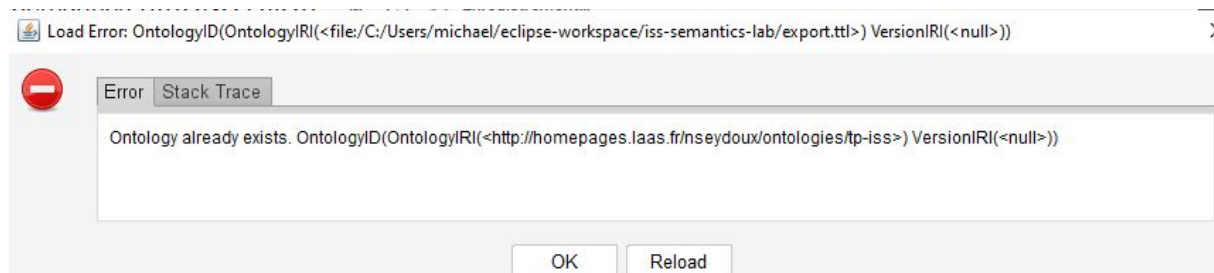 Load Error: OntologyID(OntologyIRI(<file:/C:/Users/michael/eclipse-workspace/iss-semantics-lab/export.ttl>) VersionIRI(<null>))
Error Stack Trace
Ontology already exists. OntologyID(OntologyIRI(<http://homepages.laas.fr/nseydoux/ontologies/tp-iss>) VersionIRI(<null>))
OK Reload